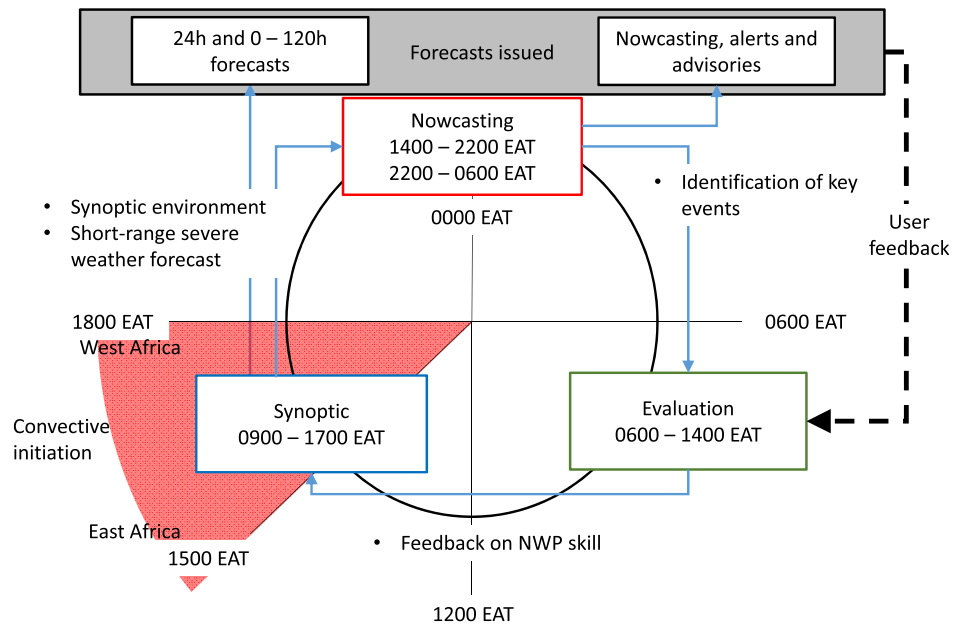 24h and 0 – 120h
forecasts
Forecasts issued
Nowcasting, alerts and
advisories
Nowcasting
1400 – 2200 EAT
2200 – 0600 EAT
• Identification of key
events
• Synoptic environment
• Short-range severe
weather forecast
0000 EAT
User
feedback
1800 EAT
0600 EAT
West Africa
Synoptic
0900 – 1700 EAT
Evaluation
0600 – 1400 EAT
Convective
initiation
East Africa
1500 EAT
• Feedback on NWP skill
1200 EAT